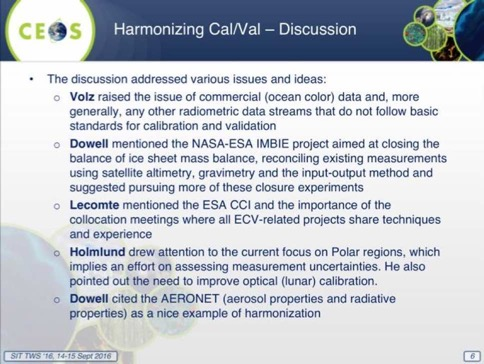 CEOS
Harmonizing Cal/Val – Discussion
• The discussion addressed various issues and ideas:
o Volz raised the issue of commercial (ocean color) data and, more
generally, any other radiometric data streams that do not follow basic
standards for calibration and validation
o Dowell mentioned the NASA-ESA IMBIE project aimed at closing the
balance of ice sheet mass balance, reconciling existing measurements
using satellite altimetry, gravimetry and the input-output method and
suggested pursuing more of these closure experiments
o Lecomte mentioned the ESA CCI and the importance of the
collocation meetings where all ECV-related projects share techniques
and experience
o Holmlund drew attention to the current focus on Polar regions, which
implies an effort on assessing measurement uncertainties. He also
pointed out the need to improve optical (lunar) calibration.
o Dowell cited the AERONET (aerosol properties and radiative
properties) as a nice example of harmonization
SIT TWS '16, 14-15 Sept 2016
6